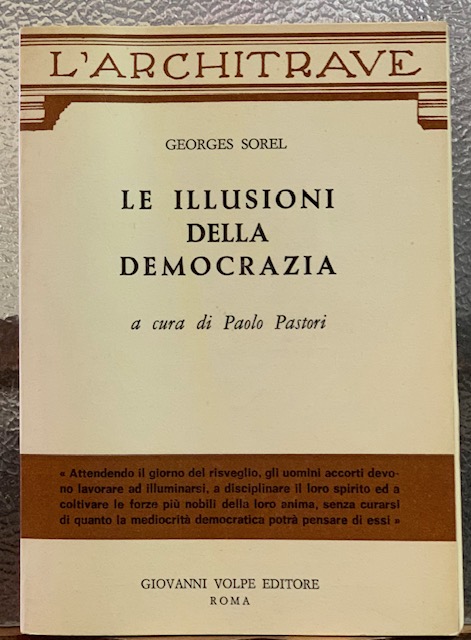 L'ARCHITRAVE
GEORGES SOREL
LE ILLUSIONI
DELLA
DEMOCRAZIA
a cura di Paolo Pastori
« Attendendo il giorno del risveglio, gli uomini accorti devo-
no lavorare ad illuminarsi, a disciplinare il loro spirito ed a
coltivare le forze più nobili della loro anima, senza curarsi
di quanto la mediocrità democratica potrà pensare di essi »
GIOVANNI VOLPE EDITORE
ROMA